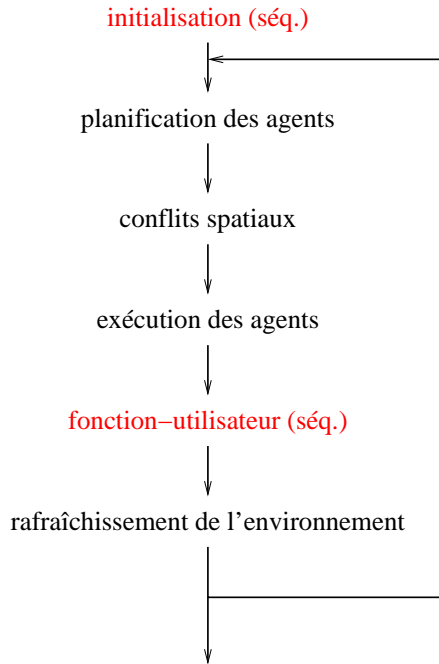 initialisation (séq.)
planification des agents
conflits spatiaux
exécution des agents
fonction−utilisateur (séq.)
rafraîchissement de l'environnement